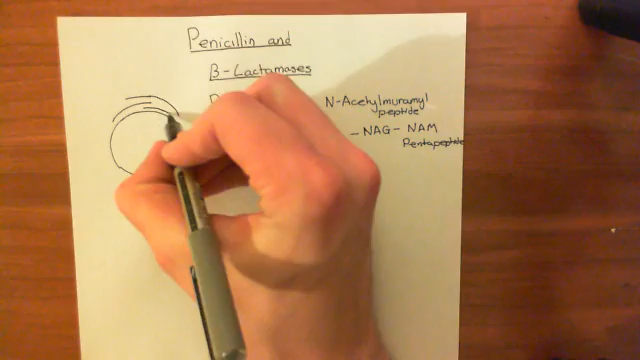 Penicillin and
β-Lactamases
N-Acetylmuramyl
peptide
- NAG - NAM
Pentapeptide